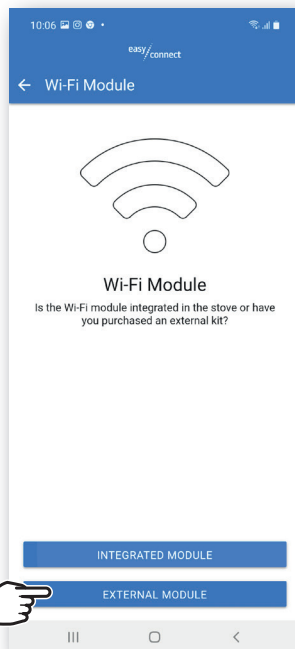 10:06
easy/connect
Wi-Fi Module
Wi-Fi Module
Is the Wi-Fi module integrated in the stove or have
you purchased an external kit?
INTEGRATED MODULE
EXTERNAL MODULE